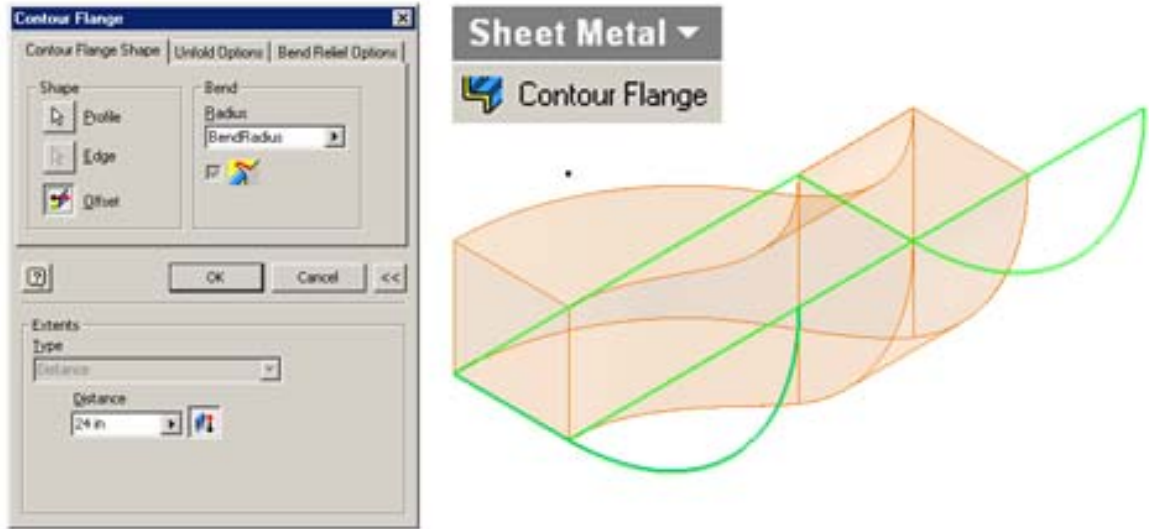 Contour Flange
Contour Flange Shape
Unfold Options
Bend Relief Options
Shape
Profile
Edge
Offset
Bend
Radius
BendRadius
OK
Cancel
<<
Extents
Type
Distance
Distance
24 in
Sheet Metal
Contour Flange